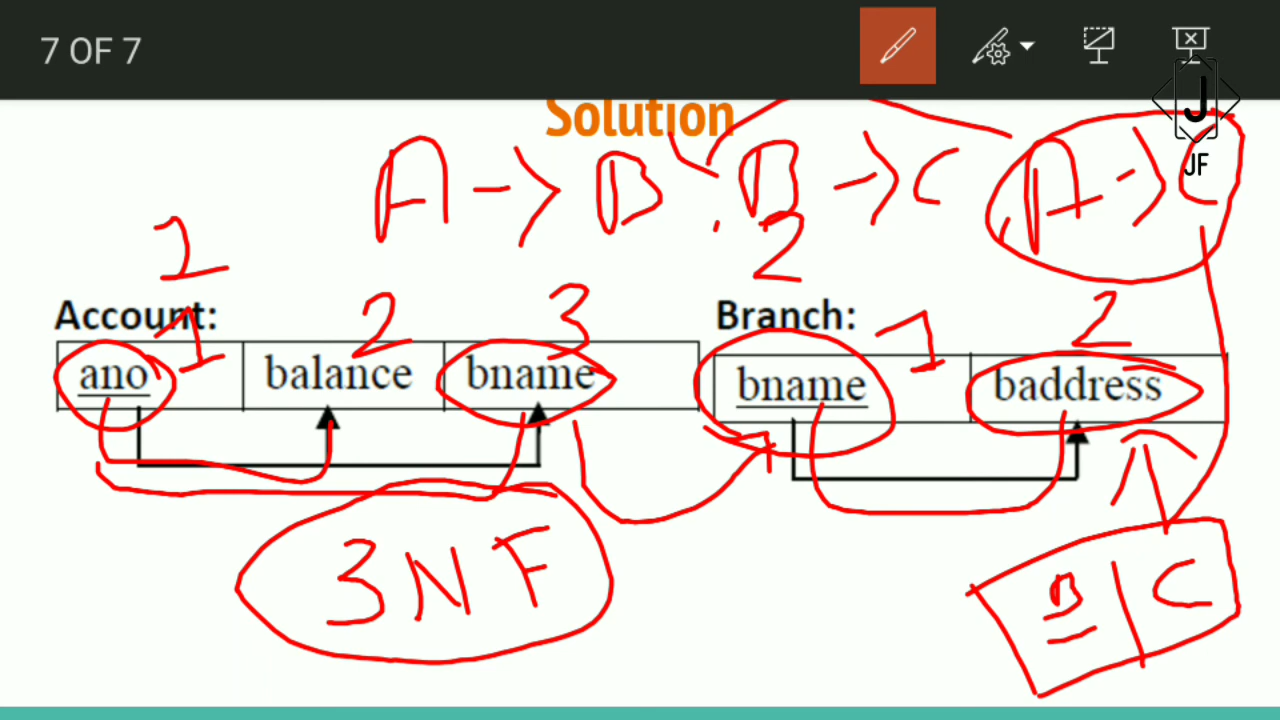 7 OF 7
J
JF
Solution
A -> B B -> C A -> C
2 2
Account: Branch:
1 2 3 1 2
ano balance bname bname baddress
3NF
B | C